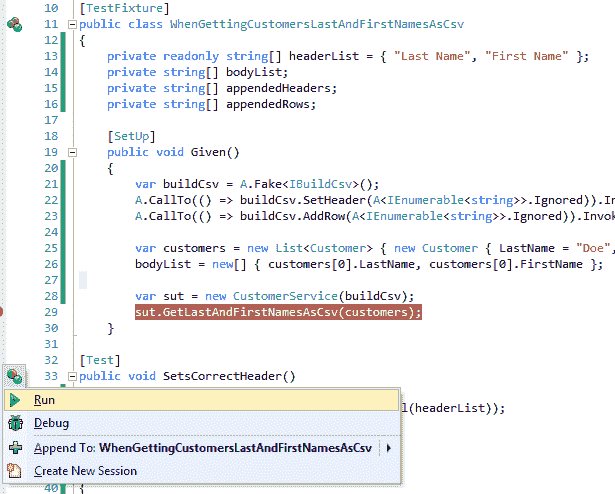 10 [TestFixture]
11 public class WhenGettingCustomersLastAndFirstNamesAsCsv
12 {
13 private readonly string[] headerList = { "Last Name", "First Name" };
14 private string[] bodyList;
15 private string[] appendedHeaders;
16 private string[] appendedRows;
17
18 [SetUp]
19 public void Given()
20 {
21 var buildCsv = A.Fake<IBuildCsv>();
22 A.CallTo(() => buildCsv.SetHeader(A<IEnumerable<string>>.Ignored)).In
23 A.CallTo(() => buildCsv.AddRow(A<IEnumerable<string>>.Ignored)).Invok
24
25 var customers = new List<Customer> { new Customer { LastName = "Doe",
26 bodyList = new[] { customers[0].LastName, customers[0].FirstName };
27
28 var sut = new CustomerService(buildCsv);
29 sut.GetLastAndFirstNamesAsCsv(customers);
30 }
31
32 [Test]
33 public void SetsCorrectHeader()
Run
l(headerList));
Debug
Append To: WhenGettingCustomersLastAndFirstNamesAsCsv
Create New Session
40 {